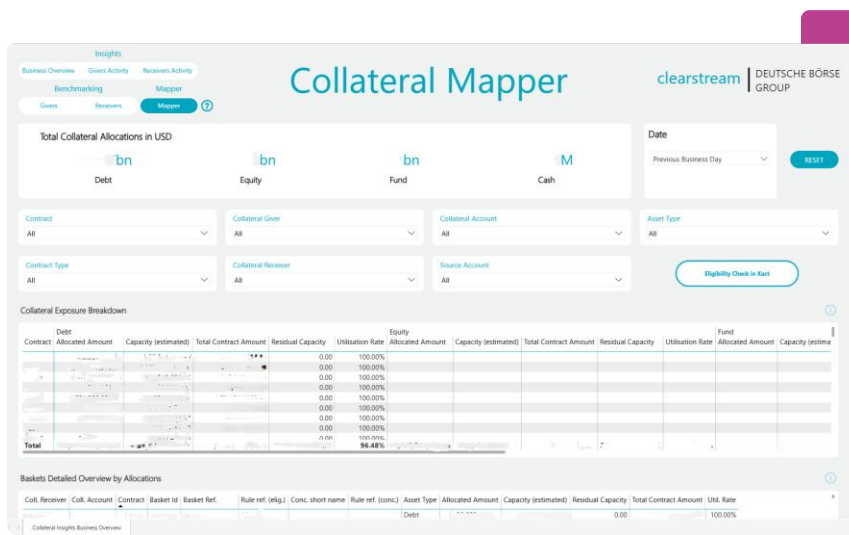 Insights
Business Overview Givers Activity Receivers Activity
Benchmarking Mapper
Givers Receivers Mapper ?
Collateral Mapper
clearstream DEUTSCHE BÖRSE
GROUP
Total Collateral Allocations in USD
bn bn bn M
Debt Equity Fund Cash
Date
Previous Business Day
RESET
Contract Collateral Giver Collateral Account Asset Type
All All All All
Contract Type Collateral Receiver Source Account
All All All
Eligibility Check in Xact
Collateral Exposure Breakdown
Debt Equity Fund
Contract Allocated Amount Capacity (estimated) Total Contract Amount Residual Capacity Utilisation Rate Allocated Amount Capacity (estimated) Total Contract Amount Residual Capacity Utilisation Rate Allocated Amount Capacity (estima
0.00 100.00%
0.00 100.00%
0.00 100.00%
0.00 100.00%
0.00 100.00%
0.00 100.00%
0.00 100.00%
0.00 100.00%
0.00 100.00%
Total 96.48%
Baskets Detailed Overview by Allocations
Coll. Receiver Coll. Account Contract Basket Id Basket Ref. Rule ref. (elig.) Conc. short name Rule ref. (conc.) Asset Type Allocated Amount Capacity (estimated) Residual Capacity Total Contract Amount Util. Rate
Debt 0.00 100.00%
Collateral Insights Business Overview